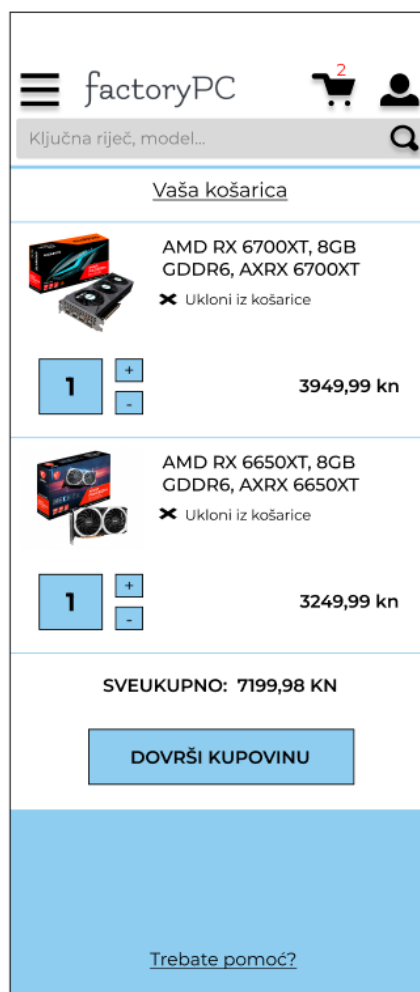 factoryPC
2
Ključna riječ, model...
Vaša košarica
AMD RX 6700XT, 8GB
GDDR6, AXRX 6700XT
Ukloni iz košarice
1
+
-
3949,99 kn
AMD RX 6650XT, 8GB
GDDR6, AXRX 6650XT
Ukloni iz košarice
1
+
-
3249,99 kn
SVEUKUPNO: 7199,98 KN
DOVRŠI KUPOVINU
Trebate pomoć?